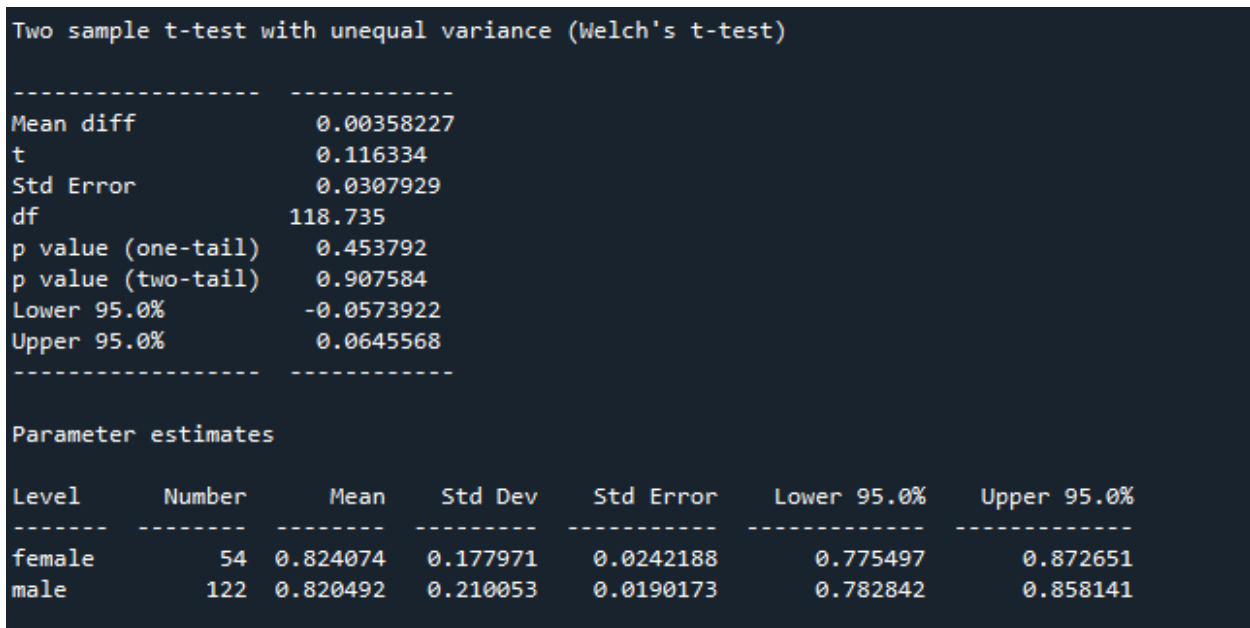 Two sample t-test with unequal variance (Welch's t-test)
------------------  ------------
Mean diff             0.00358227
t                     0.116334
Std Error             0.0307929
df                  118.735
p value (one-tail)    0.453792
p value (two-tail)    0.907584
Lower 95.0%          -0.0573922
Upper 95.0%           0.0645568
------------------  ------------
Parameter estimates
Level      Number      Mean    Std Dev    Std Error    Lower 95.0%    Upper 95.0%
-------  --------  --------  ---------  -----------  -------------  -------------
female         54  0.824074   0.177971    0.0242188       0.775497       0.872651
male          122  0.820492   0.210053    0.0190173       0.782842       0.858141